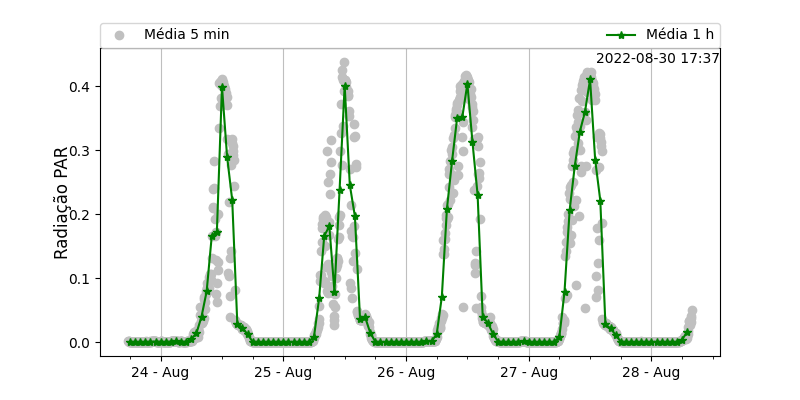 Média 5 min
Média 1 h
2022-08-30 17:37
Radiação PAR
0.4
0.3
0.2
0.1
0.0
24 - Aug
25 - Aug
26 - Aug
27 - Aug
28 - Aug